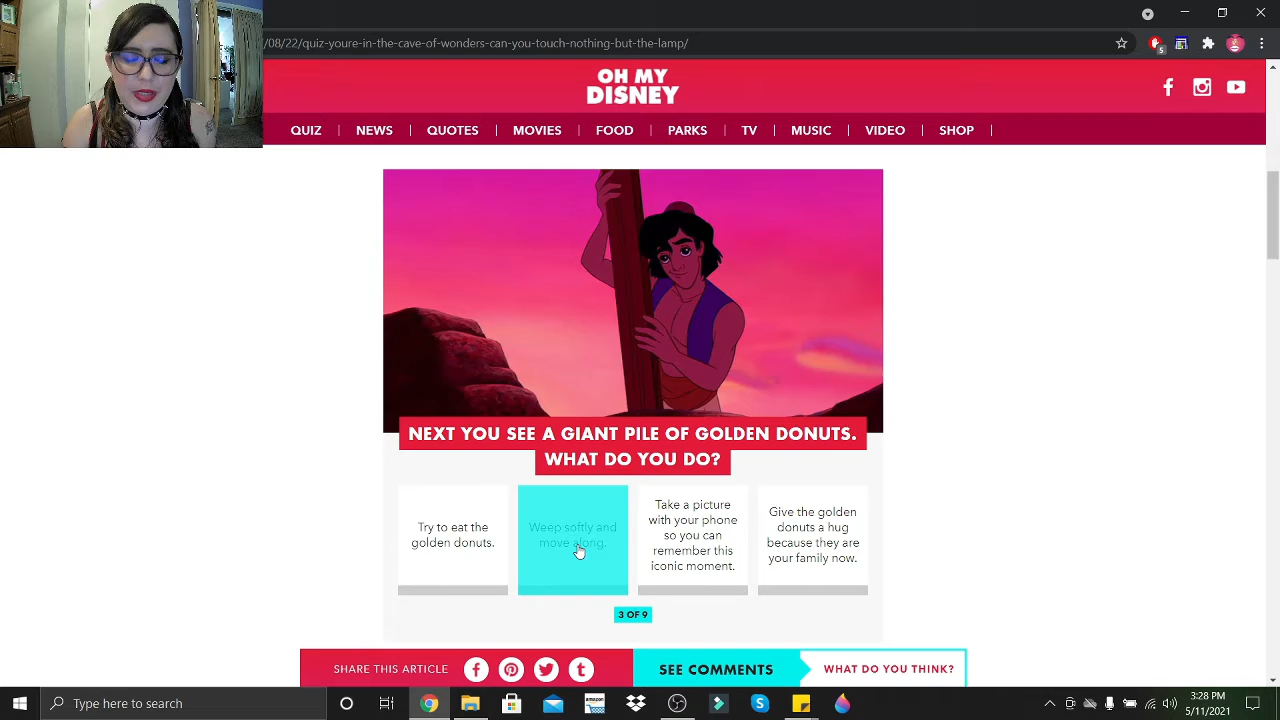 /08/22/quiz-youre-in-the-cave-of-wonders-can-you-touch-nothing-but-the-lamp/
5
OH MY
DISNEY
QUIZ
NEWS
QUOTES
MOVIES
FOOD
PARKS
TV
MUSIC
VIDEO
SHOP
NEXT YOU SEE A GIANT PILE OF GOLDEN DONUTS.
WHAT DO YOU DO?
Try to eat the
golden donuts.
Weep softly and
move along.
Take a picture
with your phone
so you can
remember this
iconic moment.
Give the golden
donuts a hug
because they are
your family now.
3 OF 9
SHARE THIS ARTICLE
SEE COMMENTS
WHAT DO YOU THINK?
Type here to search
amazon
3:28 PM
5/11/2021